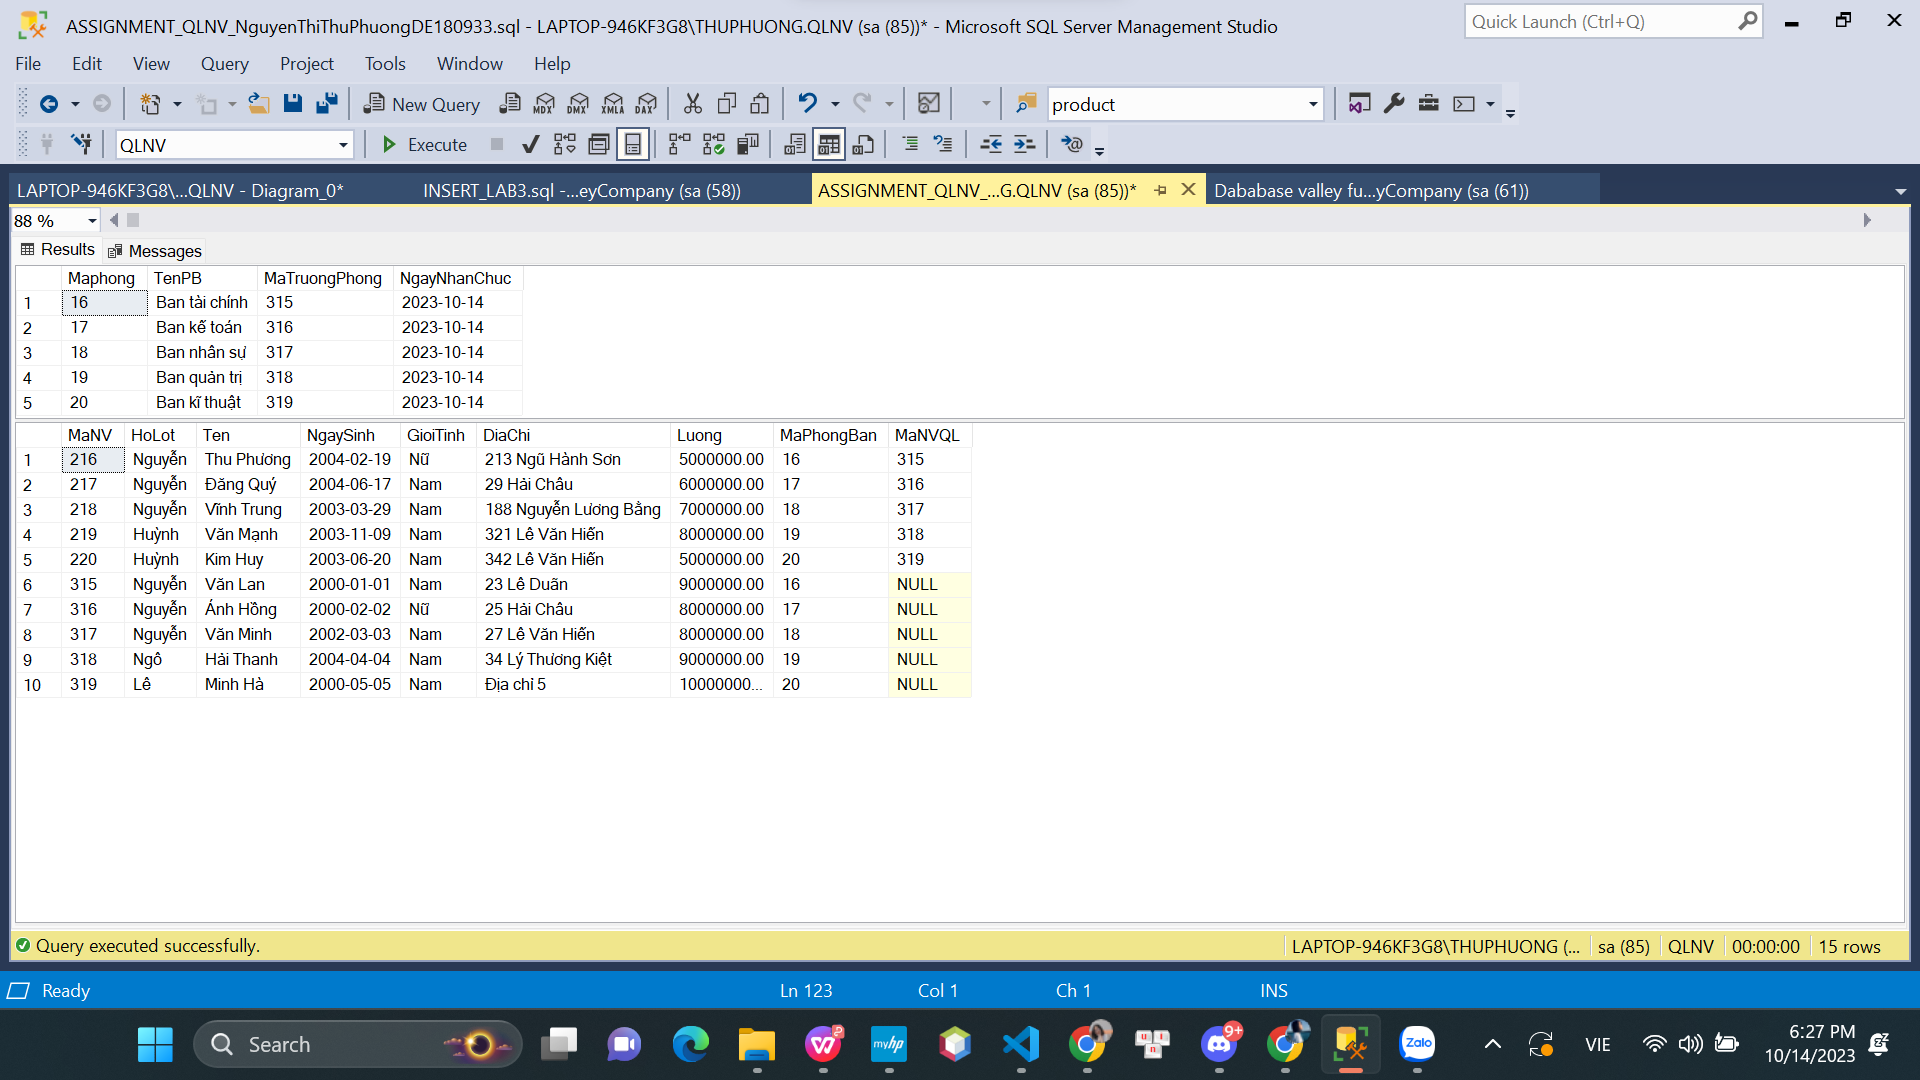 ASSIGNMENT_QLNV_NguyenThiThuPhuongDE180933.sql - LAPTOP-946KF3G8\THUPHUONG.QLNV (sa (85))* - Microsoft SQL Server Management Studio
Quick Launch (Ctrl+Q)
File Edit View Query Project Tools Window Help
New Query MDX DMX XMLA DAX product
QLNV Execute
LAPTOP-946KF3G8\...QLNV - Diagram_0* INSERT_LAB3.sql -...eyCompany (sa (58)) ASSIGNMENT_QLNV_...G.QLNV (sa (85))* Dababase valley fu...yCompany (sa (61))
88 %
Results Messages
Maphong TenPB MaTruongPhong NgayNhanChuc
1 16 Ban tài chính 315 2023-10-14
2 17 Ban kế toán 316 2023-10-14
3 18 Ban nhân sự 317 2023-10-14
4 19 Ban quản trị 318 2023-10-14
5 20 Ban kĩ thuật 319 2023-10-14
MaNV HoLot Ten NgaySinh GioiTinh DiaChi Luong MaPhongBan MaNVQL
1 216 Nguyễn Thu Phương 2004-02-19 Nữ 213 Ngũ Hành Sơn 5000000.00 16 315
2 217 Nguyễn Đăng Quý 2004-06-17 Nam 29 Hải Châu 6000000.00 17 316
3 218 Nguyễn Vĩnh Trung 2003-03-29 Nam 188 Nguyễn Lương Bằng 7000000.00 18 317
4 219 Huỳnh Văn Mạnh 2003-11-09 Nam 321 Lê Văn Hiến 8000000.00 19 318
5 220 Huỳnh Kim Huy 2003-06-20 Nam 342 Lê Văn Hiến 5000000.00 20 319
6 315 Nguyễn Văn Lan 2000-01-01 Nam 23 Lê Duẩn 9000000.00 16 NULL
7 316 Nguyễn Ánh Hồng 2000-02-02 Nữ 25 Hải Châu 8000000.00 17 NULL
8 317 Nguyễn Văn Minh 2002-03-03 Nam 27 Lê Văn Hiến 8000000.00 18 NULL
9 318 Ngô Hải Thanh 2004-04-04 Nam 34 Lý Thương Kiệt 9000000.00 19 NULL
10 319 Lê Minh Hà 2000-05-05 Nam Địa chỉ 5 10000000... 20 NULL
Query executed successfully. LAPTOP-946KF3G8\THUPHUONG (... sa (85) QLNV 00:00:00 15 rows
Ready Ln 123 Col 1 Ch 1 INS
Search myhp 9+ Zalo VIE 6:27 PM
10/14/2023